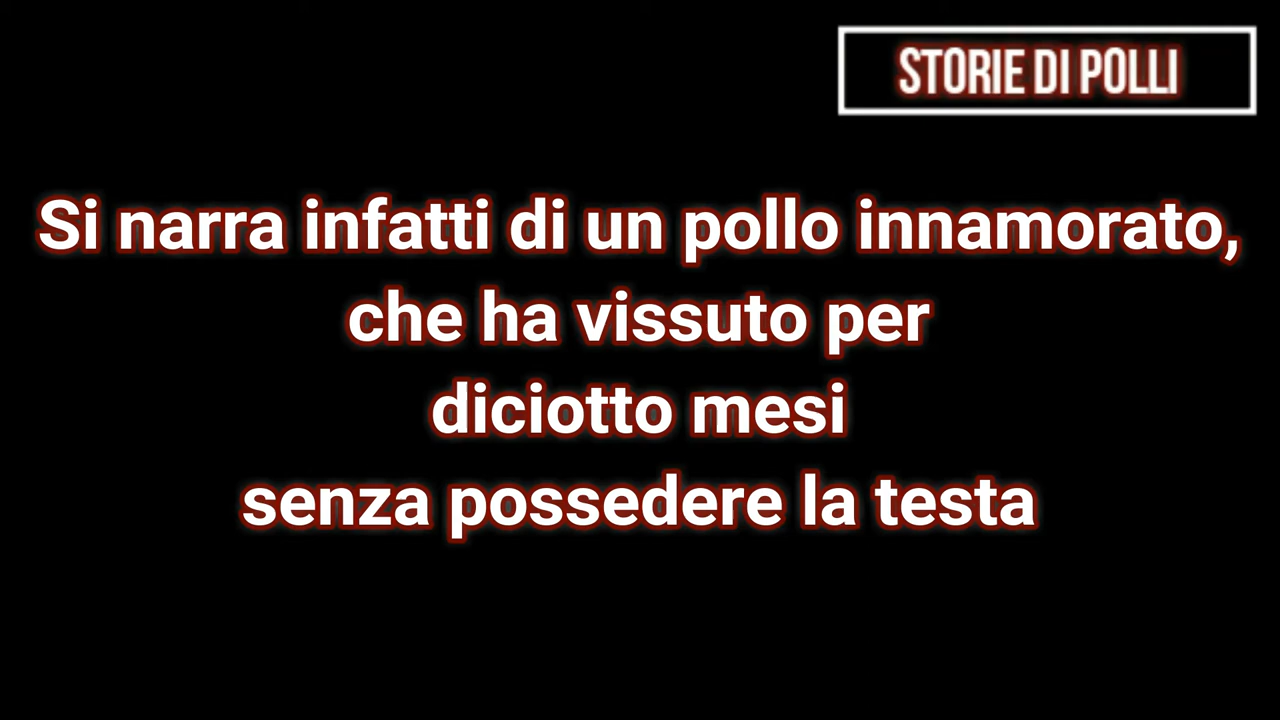 STORIE DI POLLI
Si narra infatti di un pollo innamorato,
che ha vissuto per
diciotto mesi
senza possedere la testa